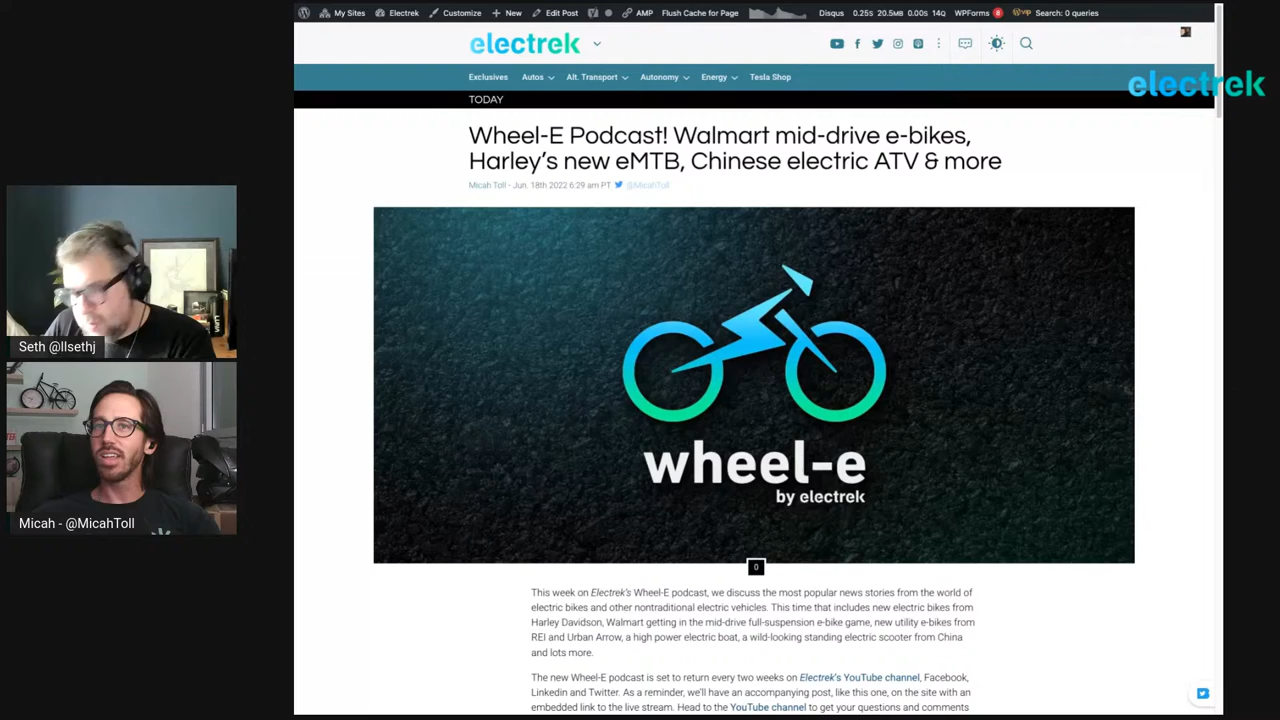 My Sites Electrek Customize New Edit Post AMP Flush Cache for Page Disqus 0.25S 20.5MB 0.00S 14Q WPForms 8 vip Search: 0 queries
electrek
Exclusives Autos Alt. Transport Autonomy Energy Tesla Shop
electrek
TODAY
Wheel-E Podcast! Walmart mid-drive e-bikes,
Harley's new eMTB, Chinese electric ATV & more
Micah Toll - Jun. 18th 2022 6:29 am PT @MicahToll
Seth @llsethj
Micah - @MicahToll
wheel-e
by electrek
0
This week on Electrek's Wheel-E podcast, we discuss the most popular news stories from the world of
electric bikes and other nontraditional electric vehicles. This time that includes new electric bikes from
Harley Davidson, Walmart getting in the mid-drive full-suspension e-bike game, new utility e-bikes from
REI and Urban Arrow, a high power electric boat, a wild-looking standing electric scooter from China
and lots more.
The new Wheel-E podcast is set to return every two weeks on Electrek's YouTube channel, Facebook,
Linkedin and Twitter. As a reminder, we'll have an accompanying post, like this one, on the site with an
embedded link to the live stream. Head to the YouTube channel to get your questions and comments